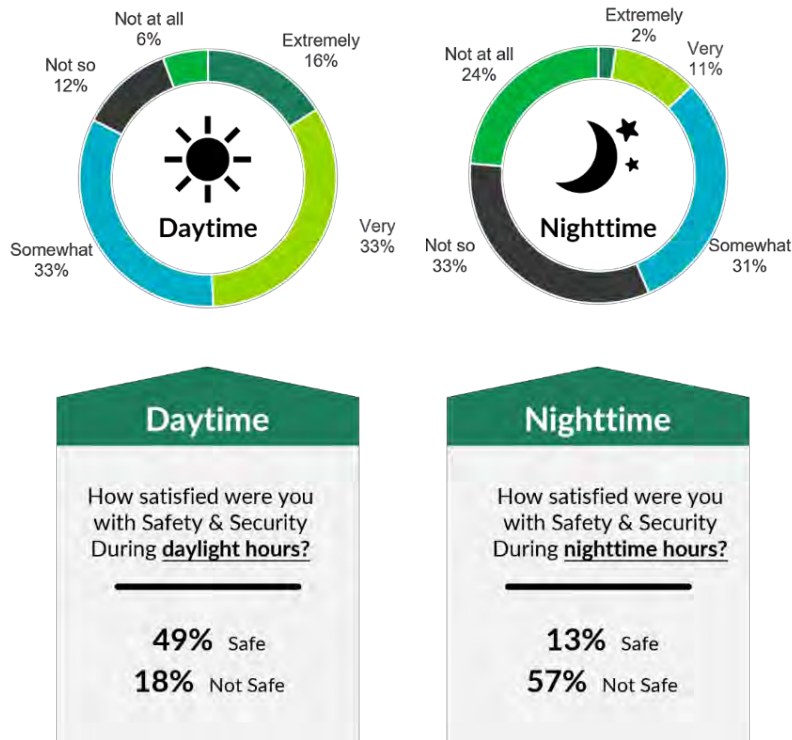 Not at all
6%
Extremely
16%
Not so
12%
Daytime
Very
33%
Somewhat
33%
Extremely
2%
Very
11%
Not at all
24%
Nighttime
Not so
33%
Somewhat
31%
Daytime
How satisfied were you
with Safety & Security
During daylight hours?
49% Safe
18% Not Safe
Nighttime
How satisfied were you
with Safety & Security
During nighttime hours?
13% Safe
57% Not Safe